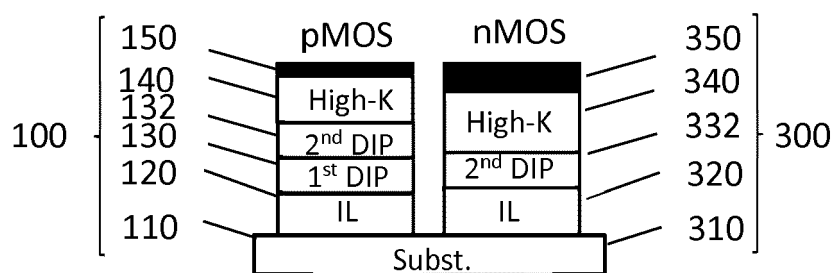 pMOS nMOS
150 350
140 High-K High-K 340
132 2nd DIP 2nd DIP 332
100 130 1st DIP 300
120 IL IL 320
110 Subst. 310